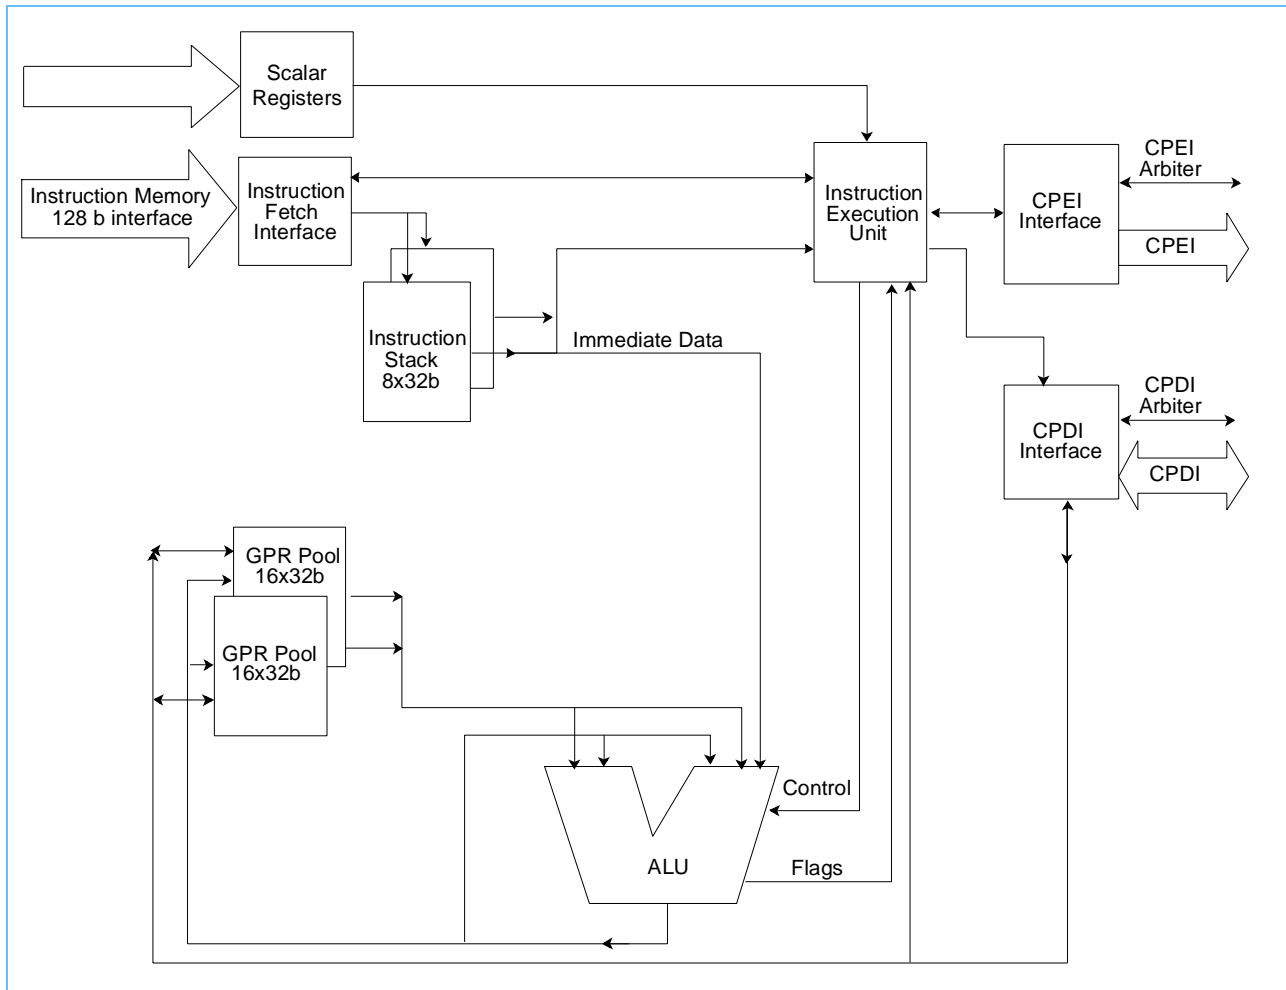 Scalar
Registers
Instruction Memory
128 b interface
Instruction
Fetch
Interface
Instruction
Execution
Unit
CPEI
Interface
CPEI
Arbiter
CPEI
Instruction
Stack
8x32b
Immediate Data
CPDI
Interface
CPDI
Arbiter
CPDI
GPR Pool
16x32b
GPR Pool
16x32b
Control
ALU
Flags